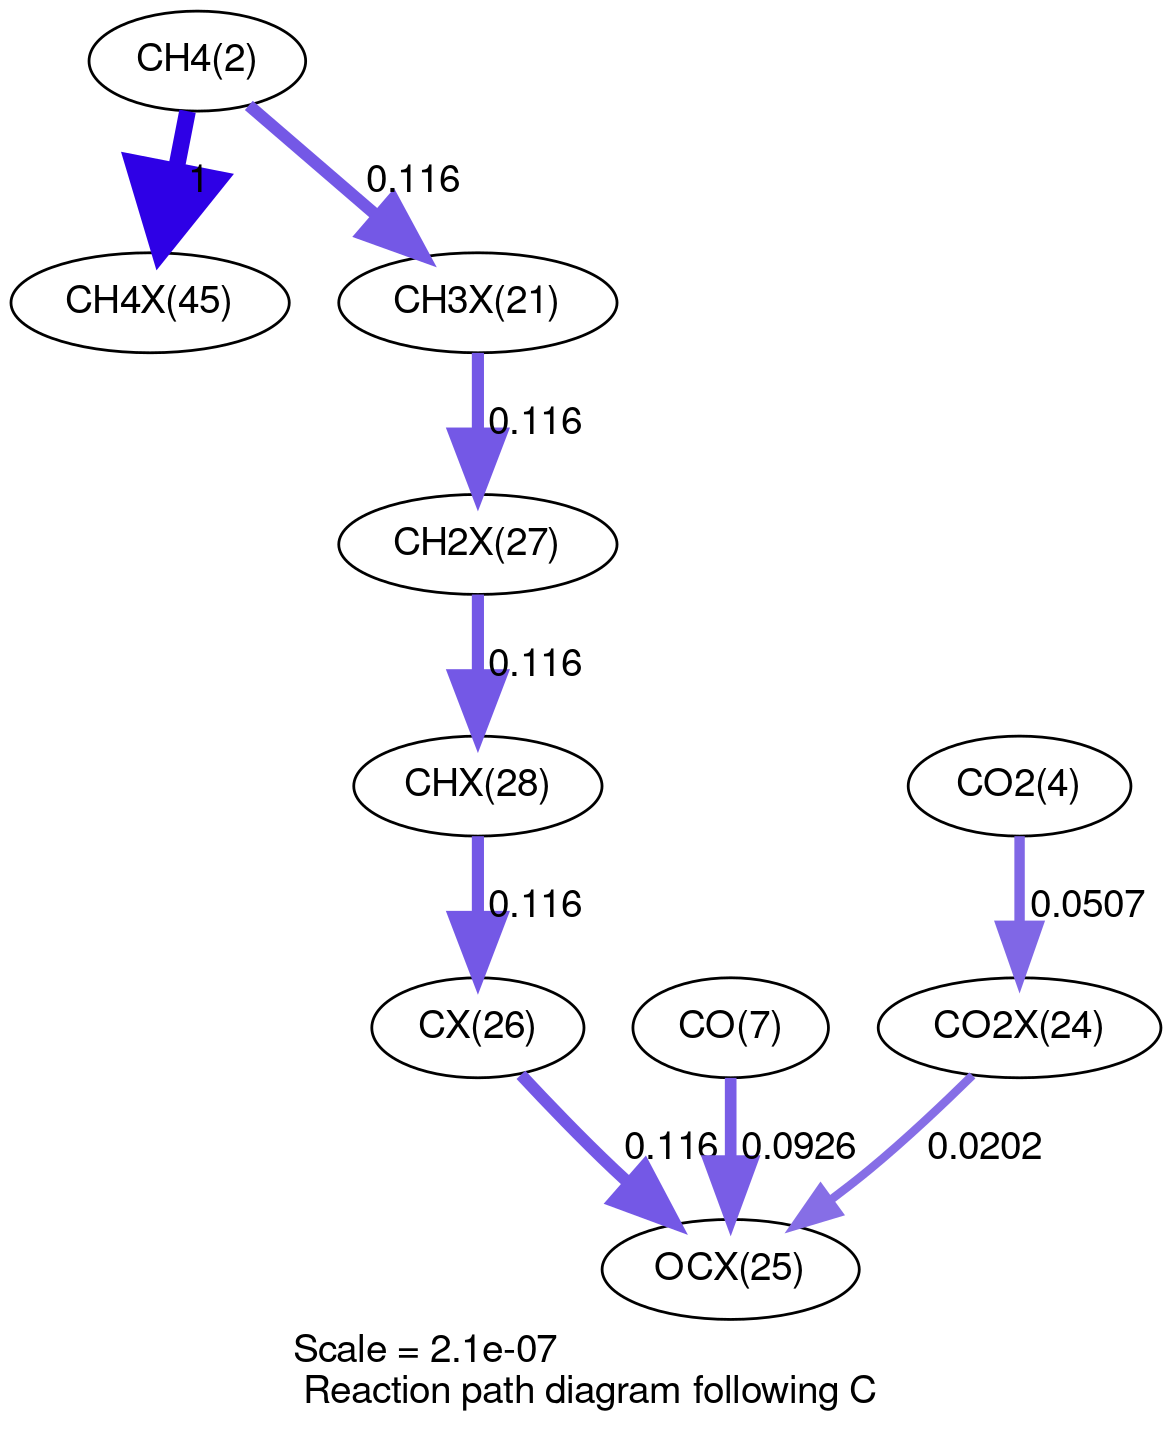 CH4(2)
1
0.116
CH4X(45)
CH3X(21)
0.116
CH2X(27)
0.116
CHX(28)
CO2(4)
0.116
0.0507
CX(26)
CO(7)
CO2X(24)
0.116
0.0926
0.0202
OCX(25)
Scale = 2.1e-07
Reaction path diagram following C